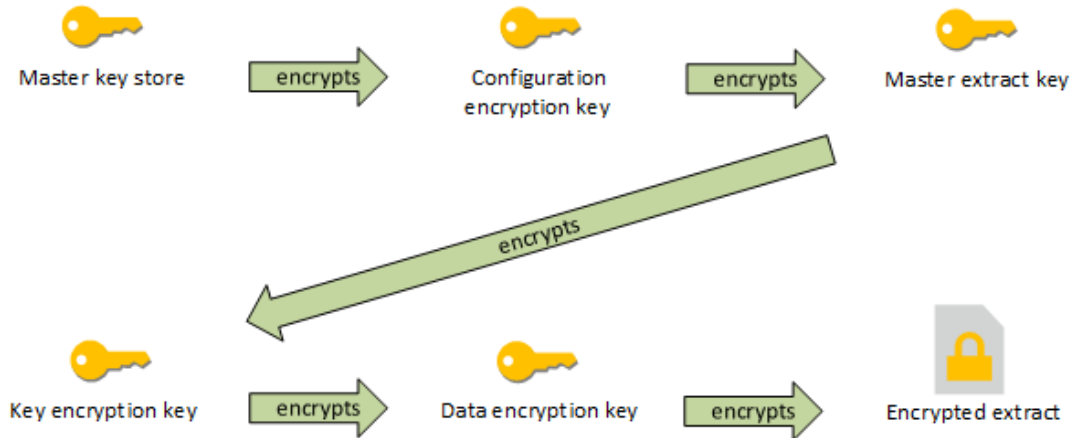 Master key store
encrypts
Configuration
encryption key
encrypts
Master extract key
encrypts
Key encryption key
encrypts
Data encryption key
encrypts
Encrypted extract